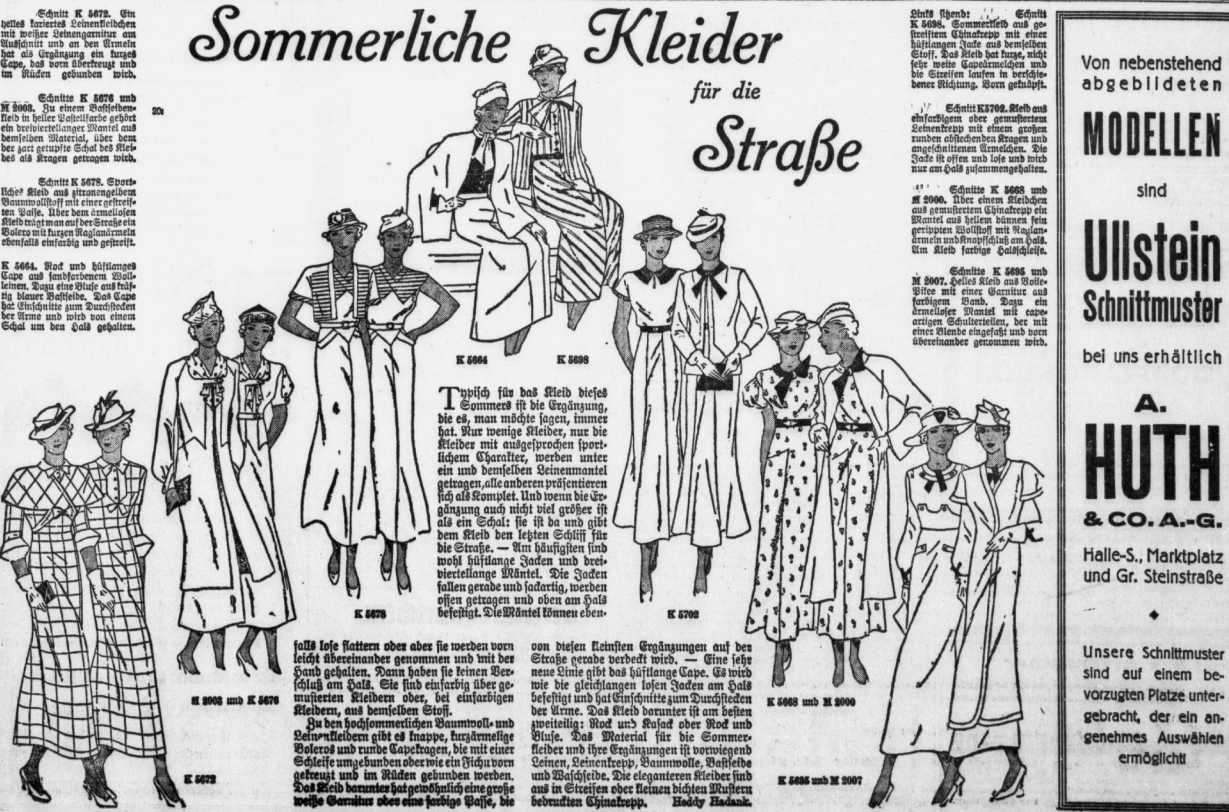 Sommerliche Kleider
für die
Straße
Schnitt K 5672. Ein
helles kariertes Leinenkleidchen
mit weißer Leinengarnitur am
Ausschnitt und an den Ärmeln
hat als Ergänzung ein kurzes
Cape, das vorn überkreuzt und
im Rücken gebunden wird.
Schnitte K 5676 und
M 2003. Zu einem Bastseiden-
kleid in heller Pastellfarbe gehört
ein dreiviertellanger Mantel aus
demselben Material, über dem
der zart getupfte Schal des Klei-
des als Kragen getragen wird.
Schnitt K 5678. Sport-
liches Kleid aus zitronengelbem
Baumwollstoff mit einer gestreif-
ten Passe. Über dem ärmellosen
Kleid trägt man auf der Straße ein
Bolero mit kurzen Raglanärmeln
ebenfalls einfarbig und gestreift.
K 5664. Rock und hüftlanges
Cape aus sandfarbenem Woll-
leinen. Dazu eine Bluse aus kräf-
tig blauer Bastseide. Das Cape
hat Einschnitte zum Durchstecken
der Arme und wird von einem
Schal um den Hals gehalten.
K 5672
M 2003 und K 5676
K 5678
K 5664
K 5698
K 5702
K 5668 und M 2000
K 5695 und M 2007
Typisch für das Kleid dieses
Sommers ist die Ergänzung,
die es, man möchte sagen, immer
hat. Nur wenige Kleider, nur die
Kleider mit ausgesprochen sport-
lichem Charakter, werden unter
ein und demselben Leinenmantel
getragen, alle anderen präsentieren
sich als Komplet. Und wenn die Er-
gänzung auch nicht viel größer ist
als ein Schal: sie ist da und gibt
dem Kleid den letzten Schliff für
die Straße. — Am häufigsten sind
wohl hüftlange Jacken und drei-
viertellange Mäntel. Die Jacken
fallen gerade und sackartig, werden
offen getragen und oben am Hals
befestigt. Die Mäntel können eben-
falls lose flattern oder aber sie werden vorn
leicht übereinander genommen und mit der
Hand gehalten. Dann haben sie keinen Ver-
schluß am Hals. Sie sind einfarbig über ge-
musterten Kleidern oder, bei einfarbigen
Kleidern, aus demselben Stoff.
Zu den hochsommerlichen Baumwoll- und
Leinenkleidern gibt es knappe, kurzärmelige
Boleros und runde Capekragen, die mit einer
Schleife umgebunden oder wie ein Fichu vorn
gekreuzt und im Rücken gebunden werden.
Das Kleid darunter hat gewöhnlich eine große
weiße Garnitur oder eine farbige Passe, die
von diesen kleinsten Ergänzungen auf der
Straße gerade verdeckt wird. — Eine sehr
neue Linie gibt das hüftlange Cape. Es wird
wie die gleichlangen losen Jacken am Hals
befestigt und hat Einschnitte zum Durchstecken
der Arme. Das Kleid darunter ist am besten
zweiteilig: Rock und Kasack oder Rock und
Bluse. Das Material für die Sommer-
kleider und ihre Ergänzungen ist vorwiegend
Leinen, Leinenkrepp, Baumwolle, Bastseide
und Waschseide. Die eleganteren Kleider sind
aus in Streifen oder kleinen dichten Mustern
bedruckten Chinakrepp. Heddy Hadank.
Links sitzend: Schnitt
K 5698. Sommerkleid aus ge-
streiftem Chinakrepp mit einer
hüftlangen Jacke aus demselben
Stoff. Das Kleid hat kurze, nicht
sehr weite Capeärmelchen und
die Streifen laufen in verschie-
dener Richtung. Vorn geknöpft.
Schnitt K 5702. Kleid aus
einfarbigem oder gemustertem
Leinenkrepp mit einem großen
runden abstechenden Kragen und
angeschnittenen Ärmelchen. Die
Jacke ist offen und lose und wird
nur am Hals zusammengehalten.
Schnitte K 5668 und
M 2000. Über einem Kleidchen
aus gemustertem Chinakrepp ein
Mantel aus hellem dünnen fein
gerippten Wollstoff mit Raglan-
ärmeln und Knopfschluß am Hals.
Am Kleid farbige Halsschleife.
Schnitte K 5695 und
M 2007. Helles Kleid aus Voile-
Pikee mit einer Garnitur aus
farbigem Band. Dazu ein
ärmelloser Mantel mit cape-
artigen Schulterteilen, der mit
einer Blende eingefaßt und vorn
übereinander genommen wird.
Von nebenstehend
abgebildeten
MODELLEN
sind
Ullstein
Schnittmuster
bei uns erhältlich
A.
HUTH
& CO. A.-G.
Halle-S., Marktplatz
und Gr. Steinstraße
Unsere Schnittmuster
sind auf einem be-
vorzugten Platze unter-
gebracht, der ein an-
genehmes Auswählen
ermöglicht!